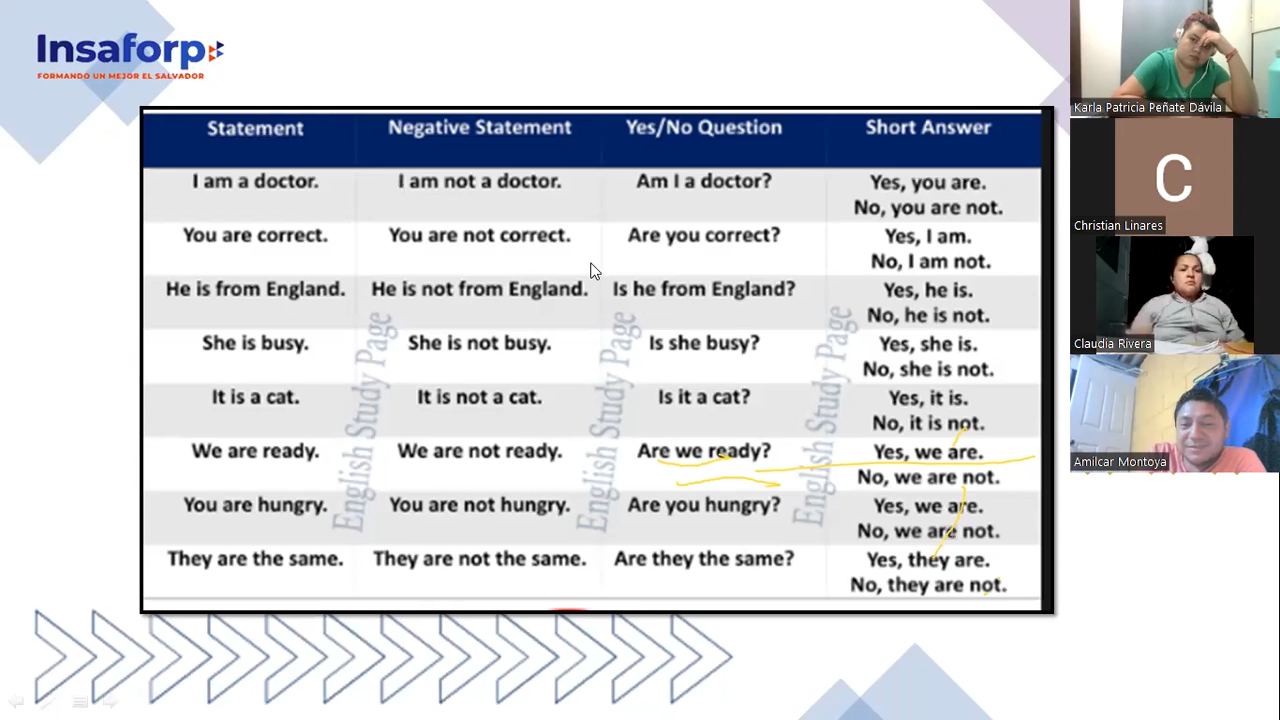 Insaforp
FORMANDO UN MEJOR EL SALVADOR
Statement Negative Statement Yes/No Question Short Answer
I am a doctor. I am not a doctor. Am I a doctor? Yes, you are.
No, you are not.
You are correct. You are not correct. Are you correct? Yes, I am.
No, I am not.
He is from England. He is not from England. Is he from England? Yes, he is.
No, he is not.
She is busy. She is not busy. Is she busy? Yes, she is.
No, she is not.
It is a cat. It is not a cat. Is it a cat? Yes, it is.
No, it is not.
We are ready. We are not ready. Are we ready? Yes, we are.
No, we are not.
You are hungry. You are not hungry. Are you hungry? Yes, we are.
No, we are not.
They are the same. They are not the same. Are they the same? Yes, they are.
No, they are not.
English Study Page
English Study Page
English Study Page
Karla Patricia Peñate Dávila
C
Christian Linares
Claudia Rivera
Amilcar Montoya